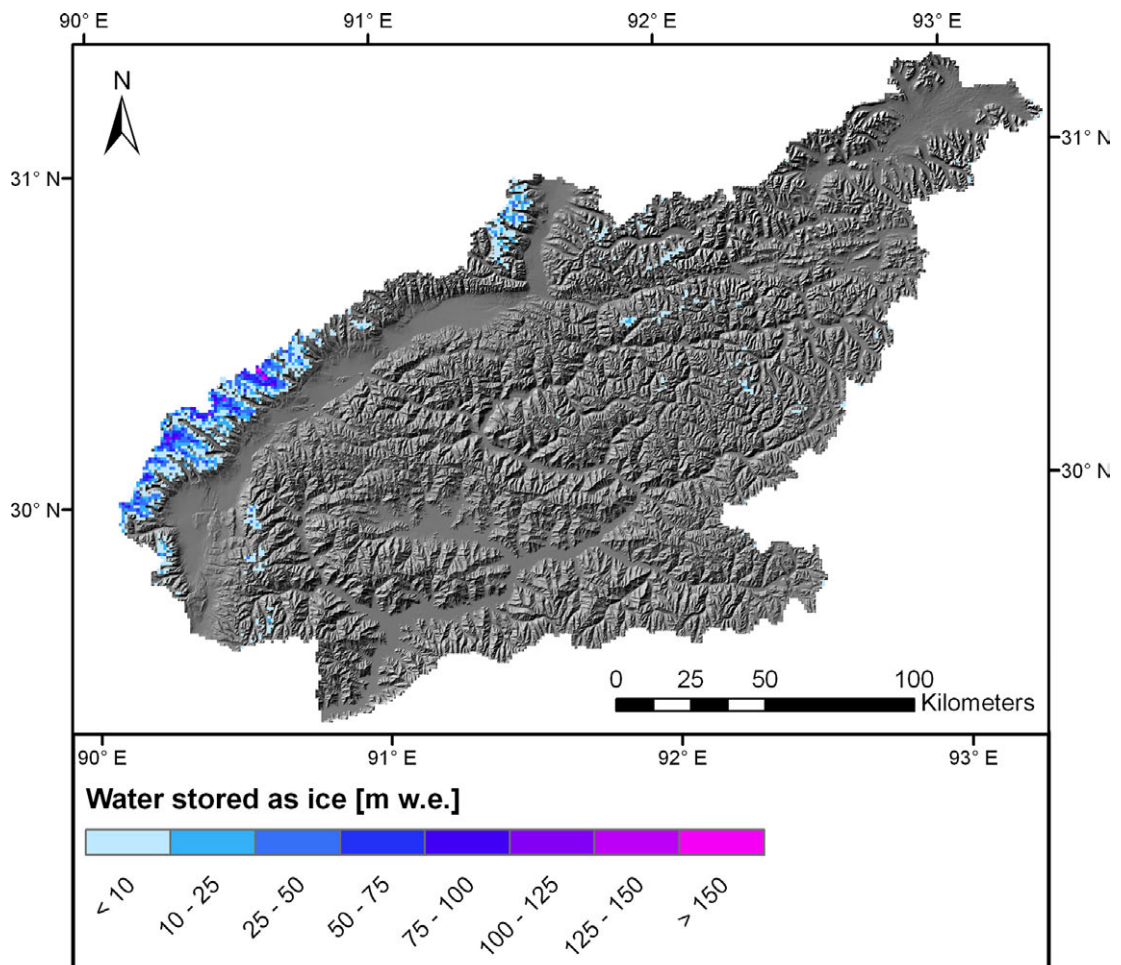 90° E 91° E 92° E 93° E
N
31° N 31° N
30° N 30° N
0 25 50 100
Kilometers
90° E 91° E 92° E 93° E
Water stored as ice [m w.e.]
< 10 10 - 25 25 - 50 50 - 75 75 - 100 100 - 125 125 - 150 > 150